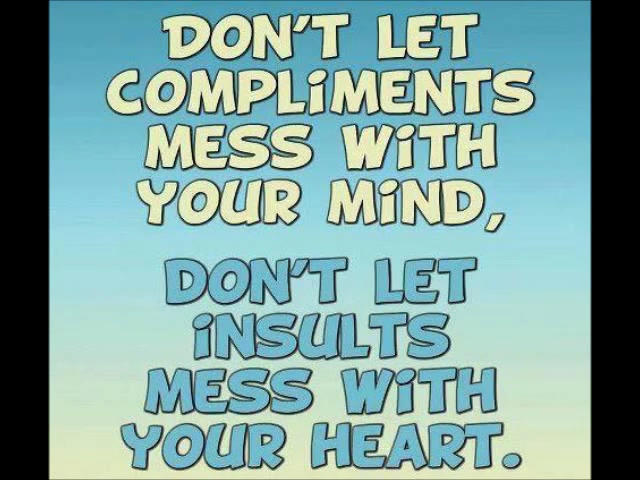 DON'T LET
COMPLiMENTS
MESS WiTH
YOUR MiND,
DON'T LET
iNSULTS
MESS WiTH
YOUR HEART.